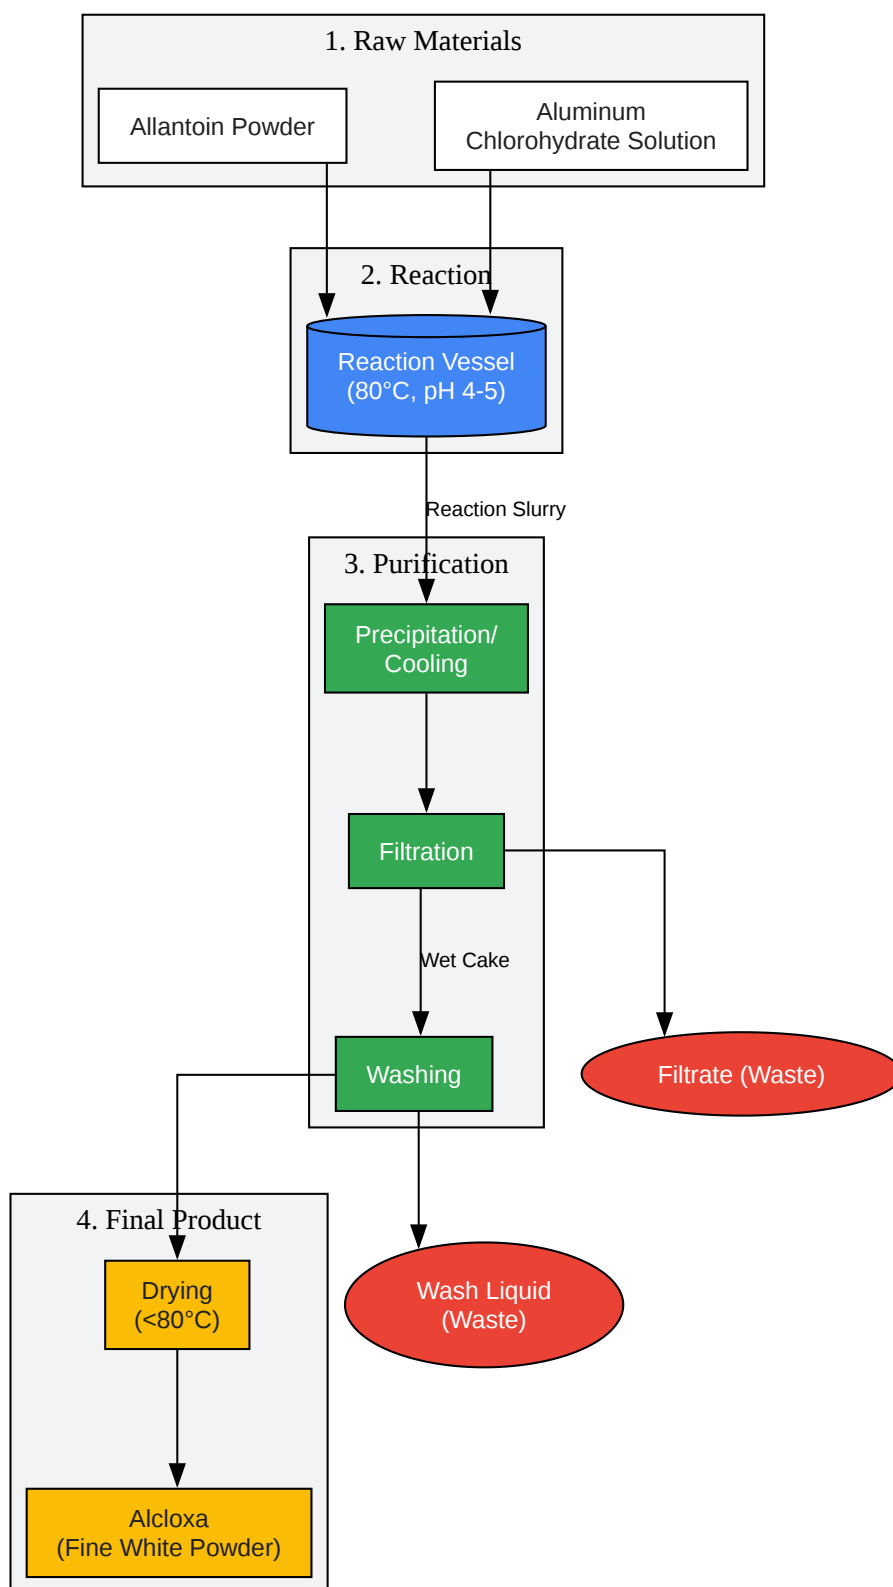 1. Raw Materials
Allantoin Powder
Aluminum
Chlorohydrate Solution
2. Reaction
Reaction Vessel
(80°C, pH 4-5)
Reaction Slurry
3. Purification
Precipitation/
Cooling
Filtration
Wet Cake
Washing
Filtrate (Waste)
4. Final Product
Drying
(<80°C)
Wash Liquid
(Waste)
Alcloxa
(Fine White Powder)